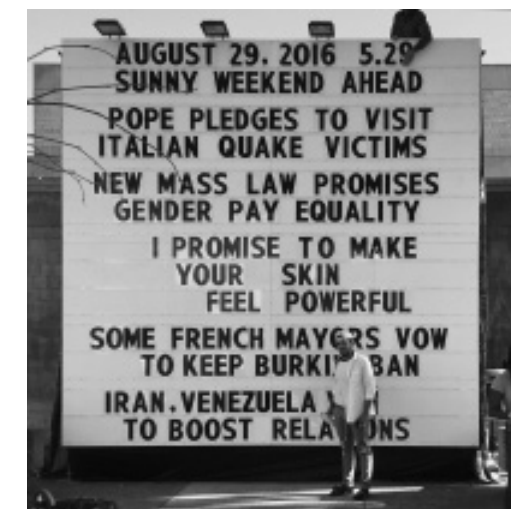 AUGUST 29. 2016 5.29
SUNNY WEEKEND AHEAD
POPE PLEDGES TO VISIT
ITALIAN QUAKE VICTIMS
NEW MASS LAW PROMISES
GENDER PAY EQUALITY
I PROMISE TO MAKE
YOUR SKIN
FEEL POWERFUL
SOME FRENCH MAYORS VOW
TO KEEP BURKINI BAN
IRAN.VENEZUELA
TO BOOST RELATIONS